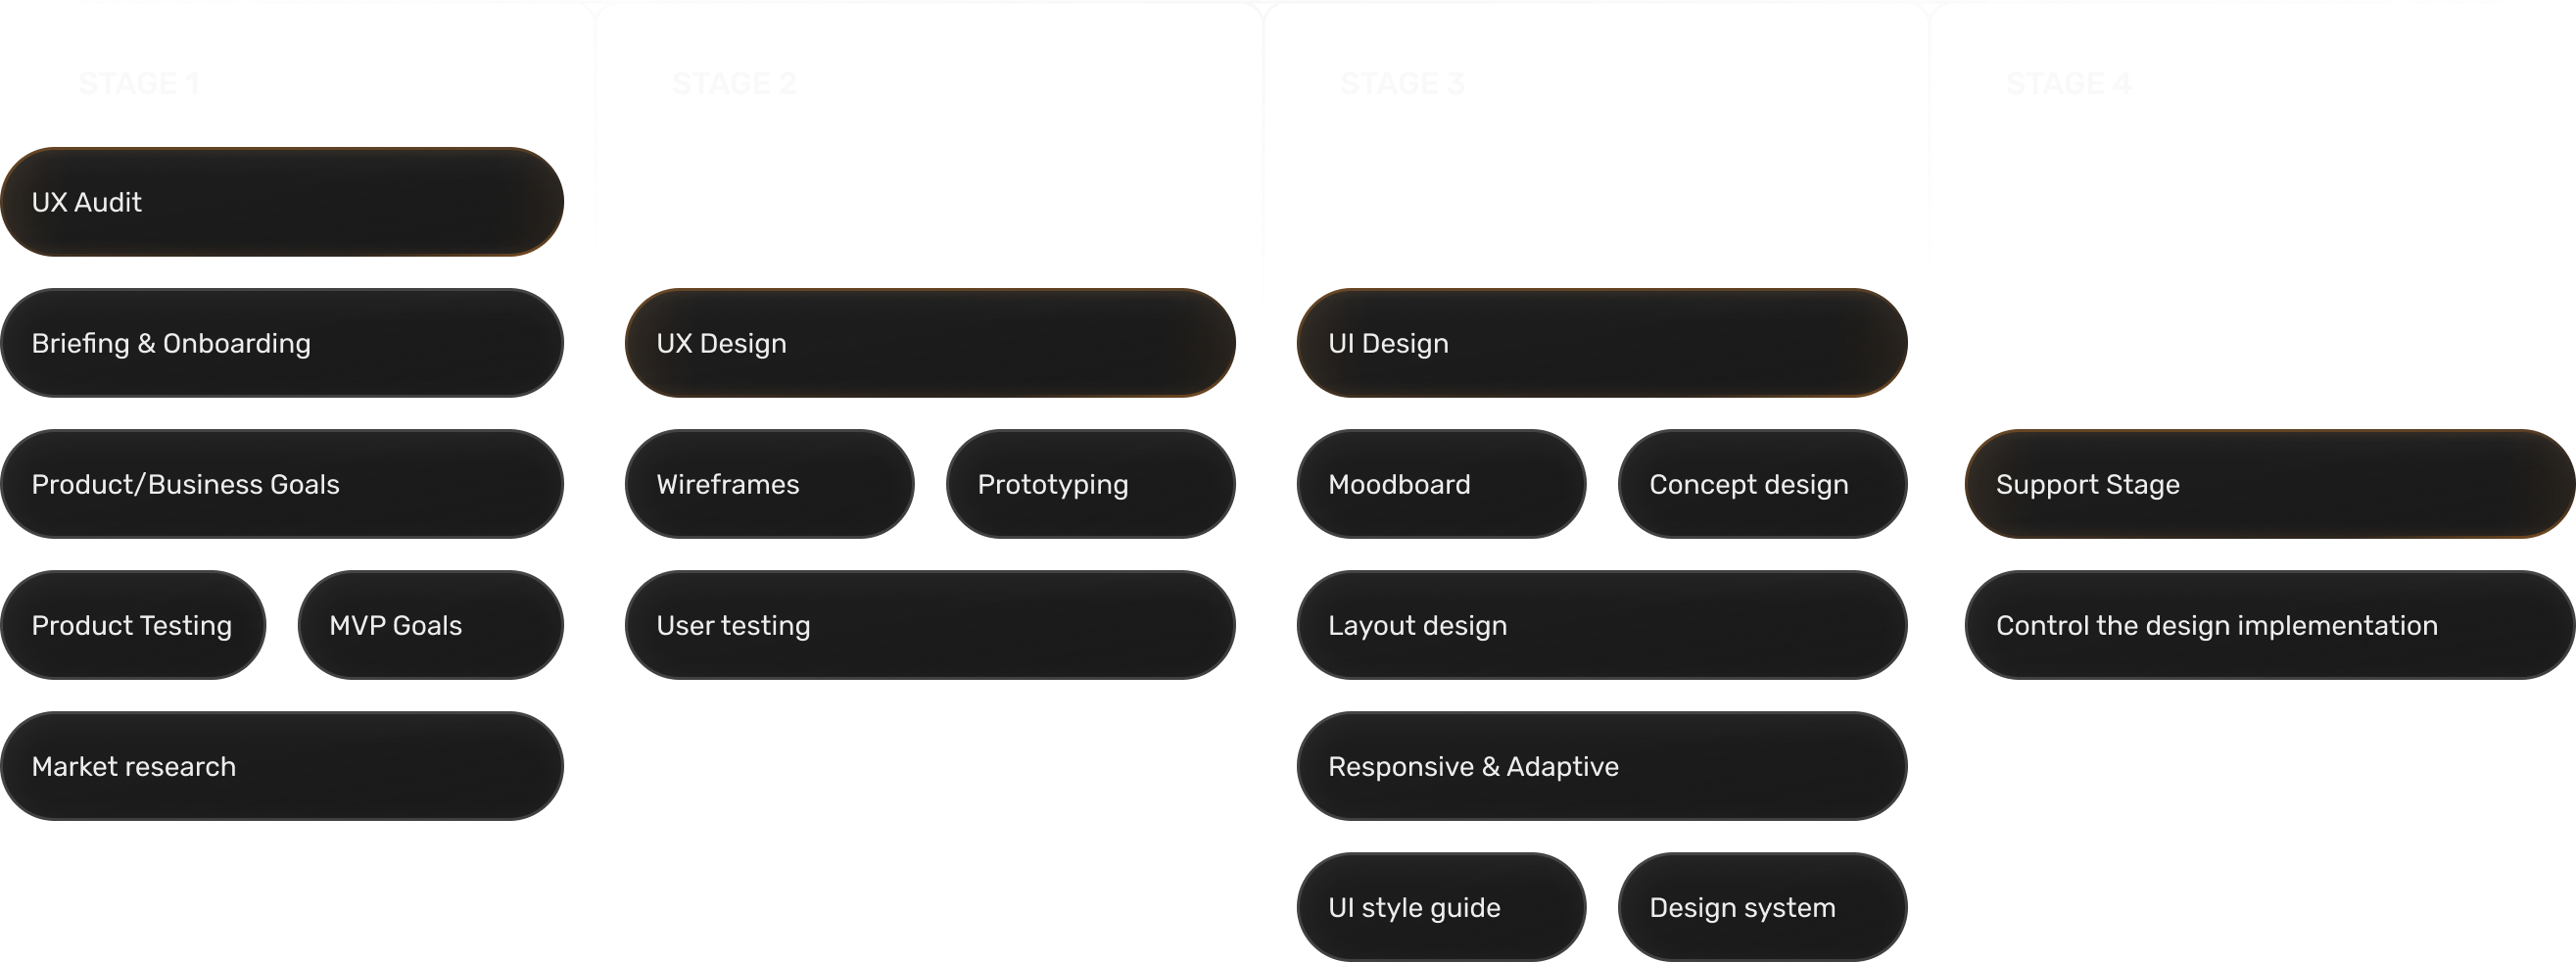 STAGE 1
UX Audit
Briefing & Onboarding
Product/Business Goals
Product Testing
MVP Goals
Market research
STAGE 2
UX Design
Wireframes
Prototyping
User testing
STAGE 3
UI Design
Moodboard
Concept design
Layout design
Responsive & Adaptive
UI style guide
Design system
STAGE 4
Support Stage
Control the design implementation